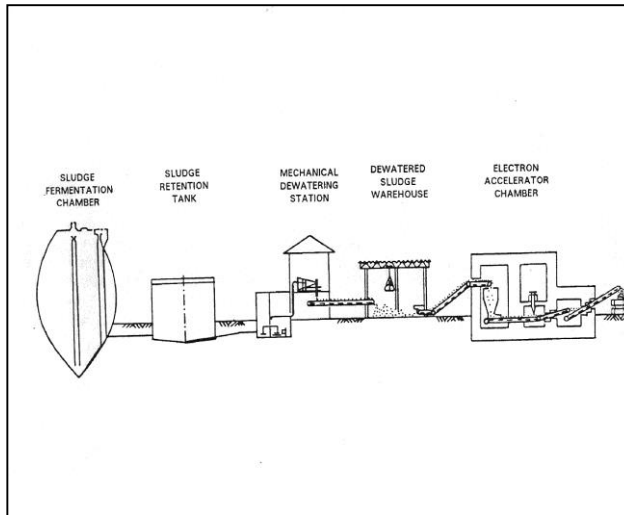 SLUDGE
FERMENTATION
CHAMBER
SLUDGE
RETENTION
TANK
MECHANICAL
DEWATERING
STATION
DEWATERED
SLUDGE
WAREHOUSE
ELECTRON
ACCELERATOR
CHAMBER